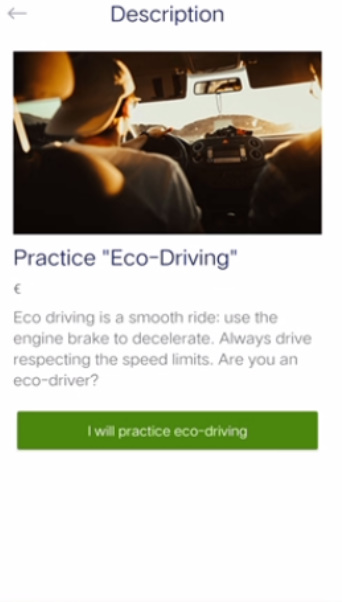 Description
Practice "Eco-Driving"
€
Eco driving is a smooth ride: use the
engine brake to decelerate. Always drive
respecting the speed limits. Are you an
eco-driver?
I will practice eco-driving